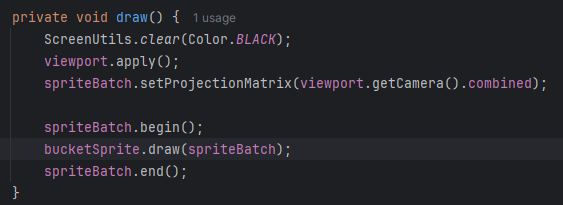 private void draw() { 1 usage
    ScreenUtils.clear(Color.BLACK);
    viewport.apply();
    spriteBatch.setProjectionMatrix(viewport.getCamera().combined);

    spriteBatch.begin();
    bucketSprite.draw(spriteBatch);
    spriteBatch.end();
}